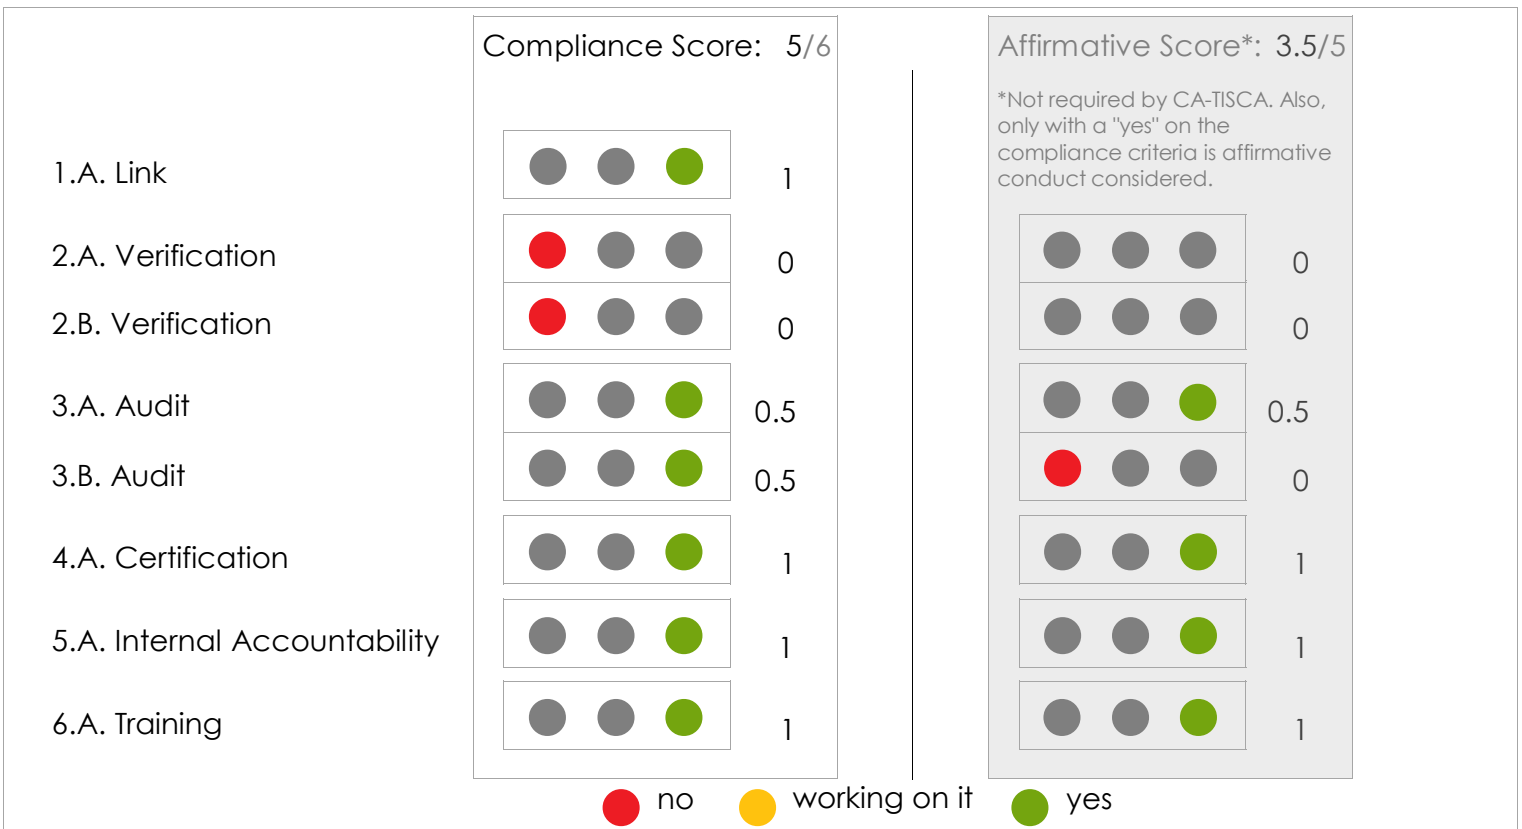 Compliance Score: 5/6
Affirmative Score*: 3.5/5
*Not required by CA-TISCA. Also,
only with a "yes" on the
compliance criteria is affirmative
conduct considered.
1.A. Link 1
2.A. Verification 0 0
2.B. Verification 0 0
3.A. Audit 0.5 0.5
3.B. Audit 0.5 0
4.A. Certification 1 1
5.A. Internal Accountability 1 1
6.A. Training 1 1
no working on it yes